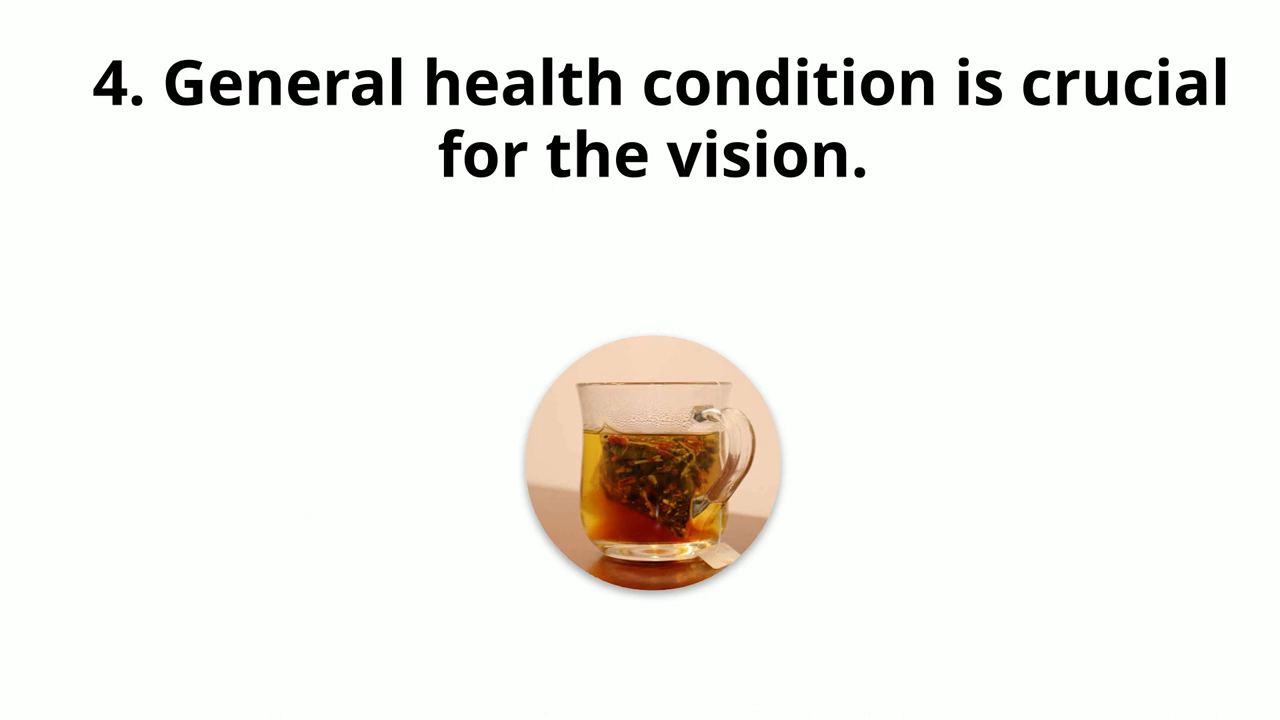 4. General health condition is crucial
for the vision.